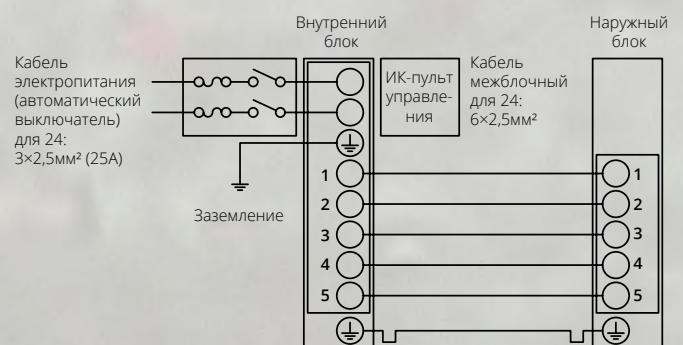 Внутренний
блок
Наружный
блок
Кабель
электропитания
(автоматический
выключатель)
для 24:
3×2,5мм² (25А)
ИК-пульт
управле-
ния
Кабель
межблочный
для 24:
6×2,5мм²
Заземление
1
2
3
4
5
1
2
3
4
5